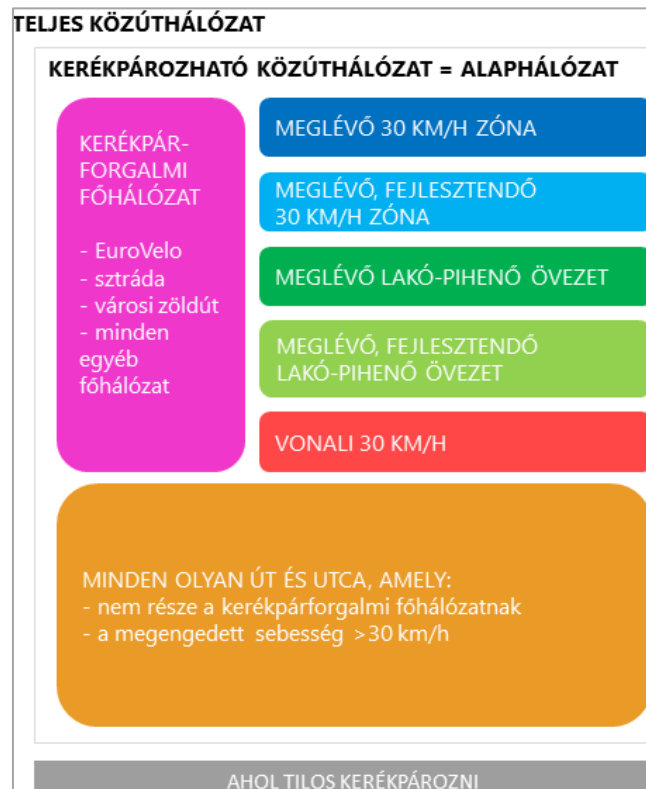 TELJES KÖZÚTHÁLÓZAT
KERÉKPÁROZHATÓ KÖZÚTHÁLÓZAT = ALAPHÁLÓZAT
KERÉKPÁR-
FORGALMI
FŐHÁLÓZAT
- EuroVelo
- sztráda
- városi zöldút
- minden
egyéb
főhálózat
MEGLÉVŐ 30 KM/H ZÓNA
MEGLÉVŐ, FEJLESZTENDŐ
30 KM/H ZÓNA
MEGLÉVŐ LAKÓ-PIHENŐ ÖVEZET
MEGLÉVŐ, FEJLESZTENDŐ
LAKÓ-PIHENŐ ÖVEZET
VONALI 30 KM/H
MINDEN OLYAN ÚT ÉS UTCA, AMELY:
- nem része a kerékpárforgalmi főhálózatnak
- a megengedett sebesség >30 km/h
AHOL TILOS KERÉKPÁROZNI